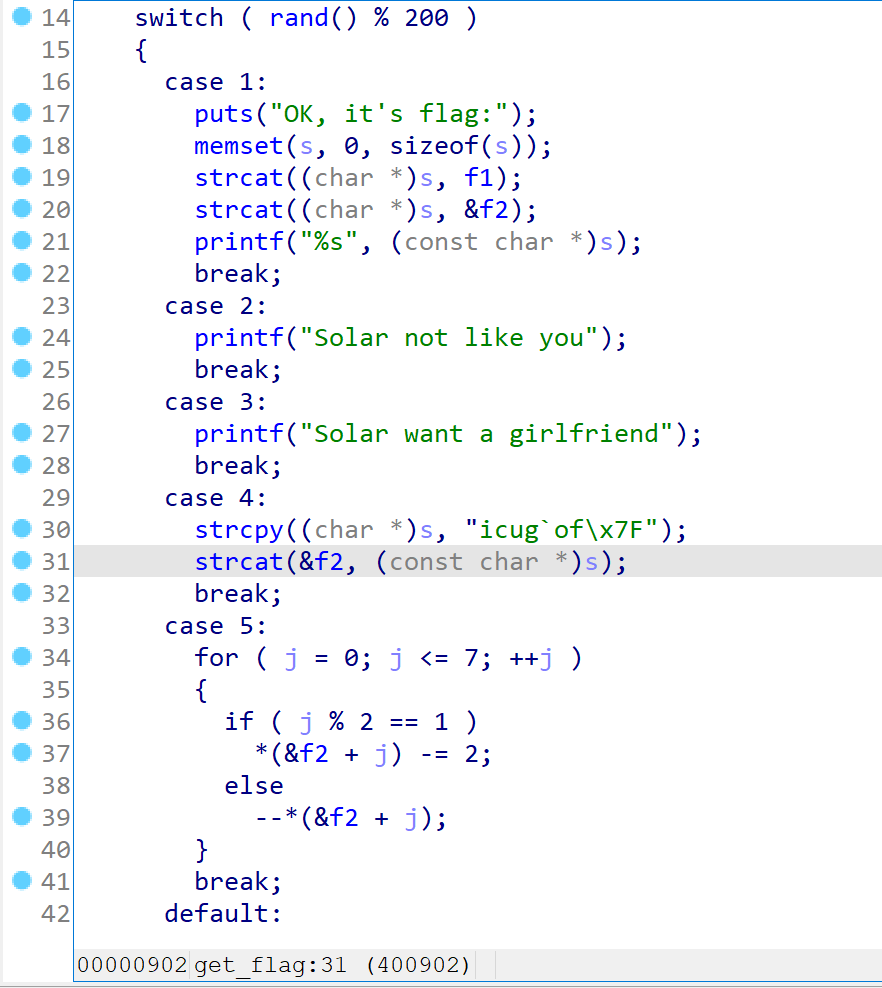 14 switch ( rand() % 200 )
15 {
16 case 1:
17 puts("OK, it's flag:");
18 memset(s, 0, sizeof(s));
19 strcat((char *)s, f1);
20 strcat((char *)s, &f2);
21 printf("%s", (const char *)s);
22 break;
23 case 2:
24 printf("Solar not like you");
25 break;
26 case 3:
27 printf("Solar want a girlfriend");
28 break;
29 case 4:
30 strcpy((char *)s, "icug`of\x7F");
31 strcat(&f2, (const char *)s);
32 break;
33 case 5:
34 for ( j = 0; j <= 7; ++j )
35 {
36 if ( j % 2 == 1 )
37 *(&f2 + j) -= 2;
38 else
39 --*(&f2 + j);
40 }
41 break;
42 default:
00000902 get_flag:31 (400902)